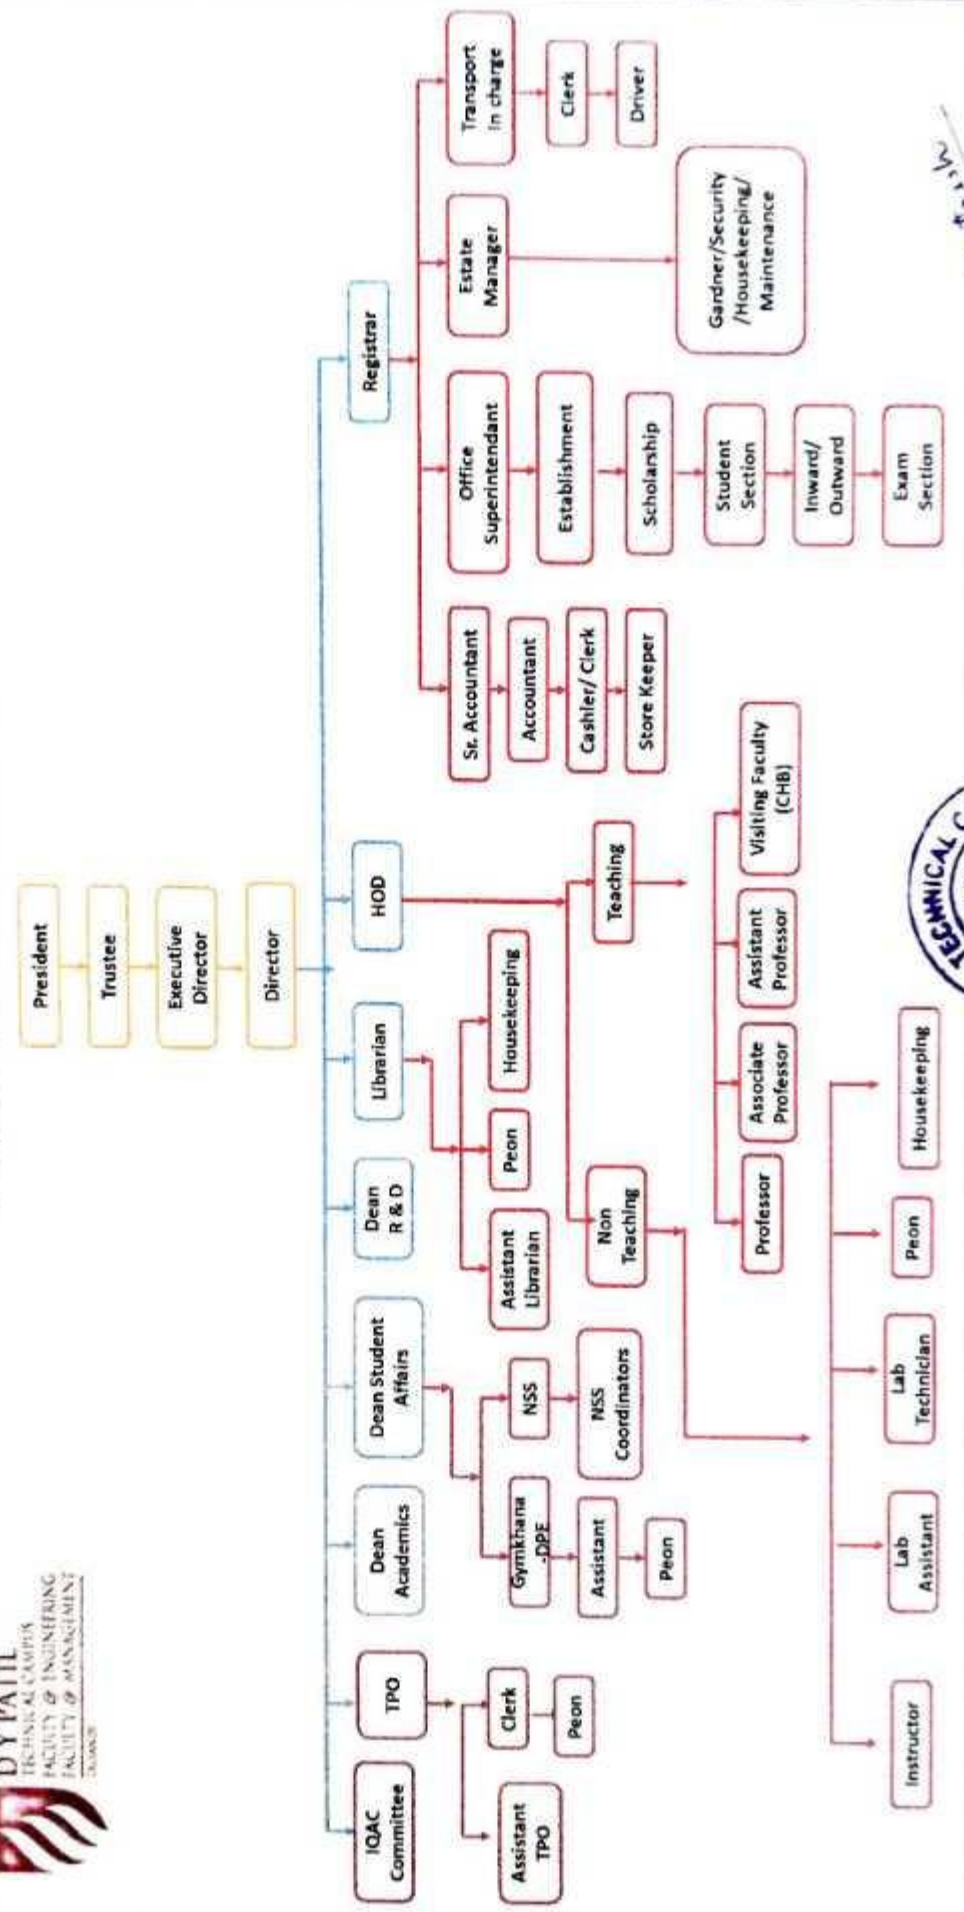 D Y PATIL
TECHNICAL CAMPUS
FACULTY OF ENGINEERING
FACULTY OF MANAGEMENT
President
Trustee
Executive
Director
Director
IQAC
Committee
TPO
Dean
Academics
Dean Student
Affairs
Dean
R & D
Librarian
HOD
Registrar
Assistant
TPO
Clerk
Peon
Gymkhana
-DPE
Assistant
Peon
NSS
NSS
Coordinators
Assistant
Librarian
Peon
Housekeeping
Non
Teaching
Teaching
Professor
Associate
Professor
Assistant
Professor
Visiting Faculty
(CHB)
Instructor
Lab
Assistant
Lab
Technician
Peon
Housekeeping
Sr. Accountant
Accountant
Cashier/ Clerk
Store Keeper
Office
Superintendant
Establishment
Scholarship
Student
Section
Inward/
Outward
Exam
Section
Estate
Manager
Gardner/Security
/Housekeeping/
Maintenance
Transport
In charge
Clerk
Driver
TECHNICAL